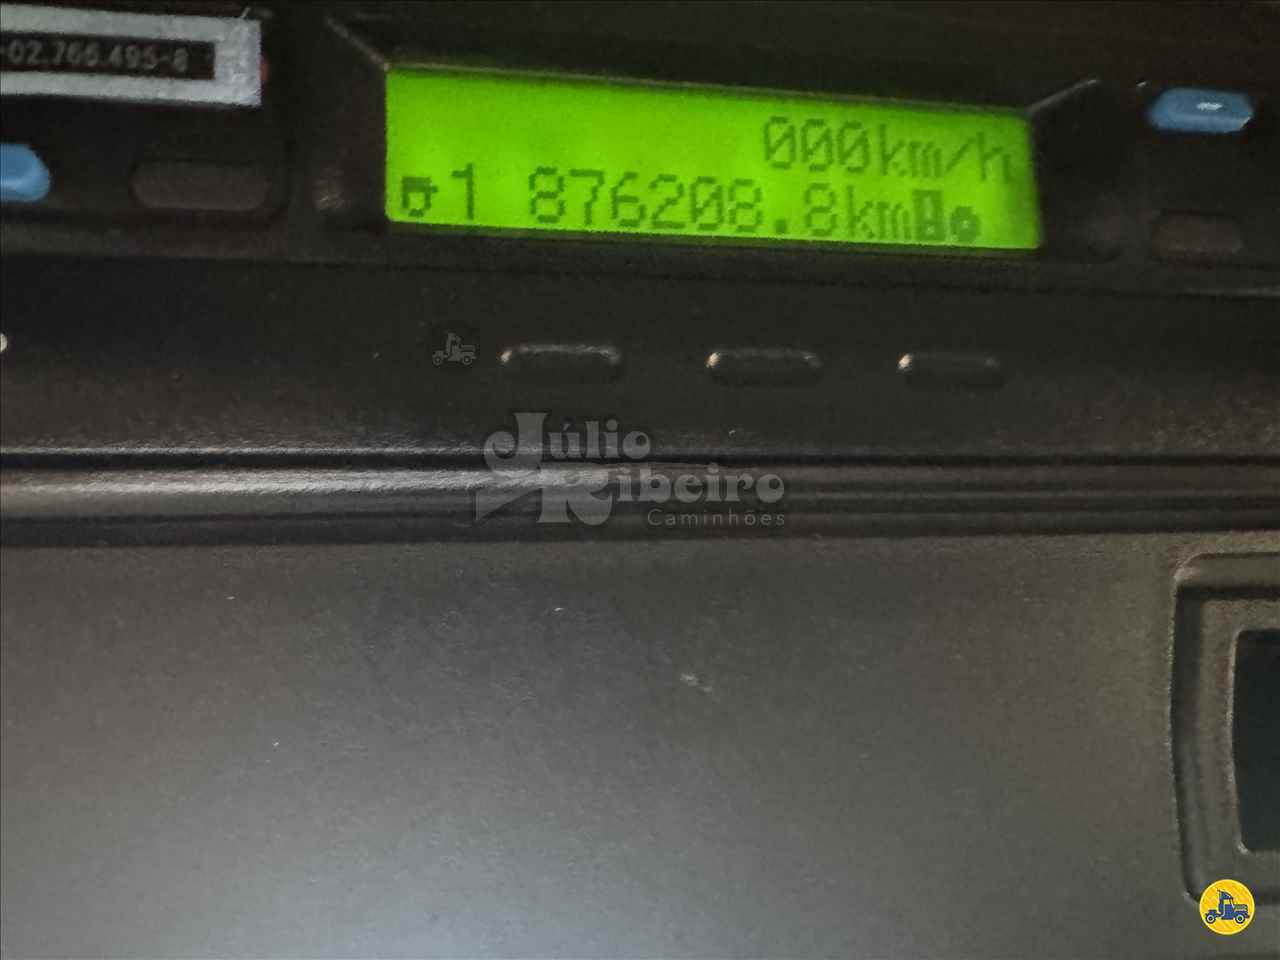 -02.766.495-8
000km/h
1 876208.8km
Júlio
Ribeiro
Caminhões